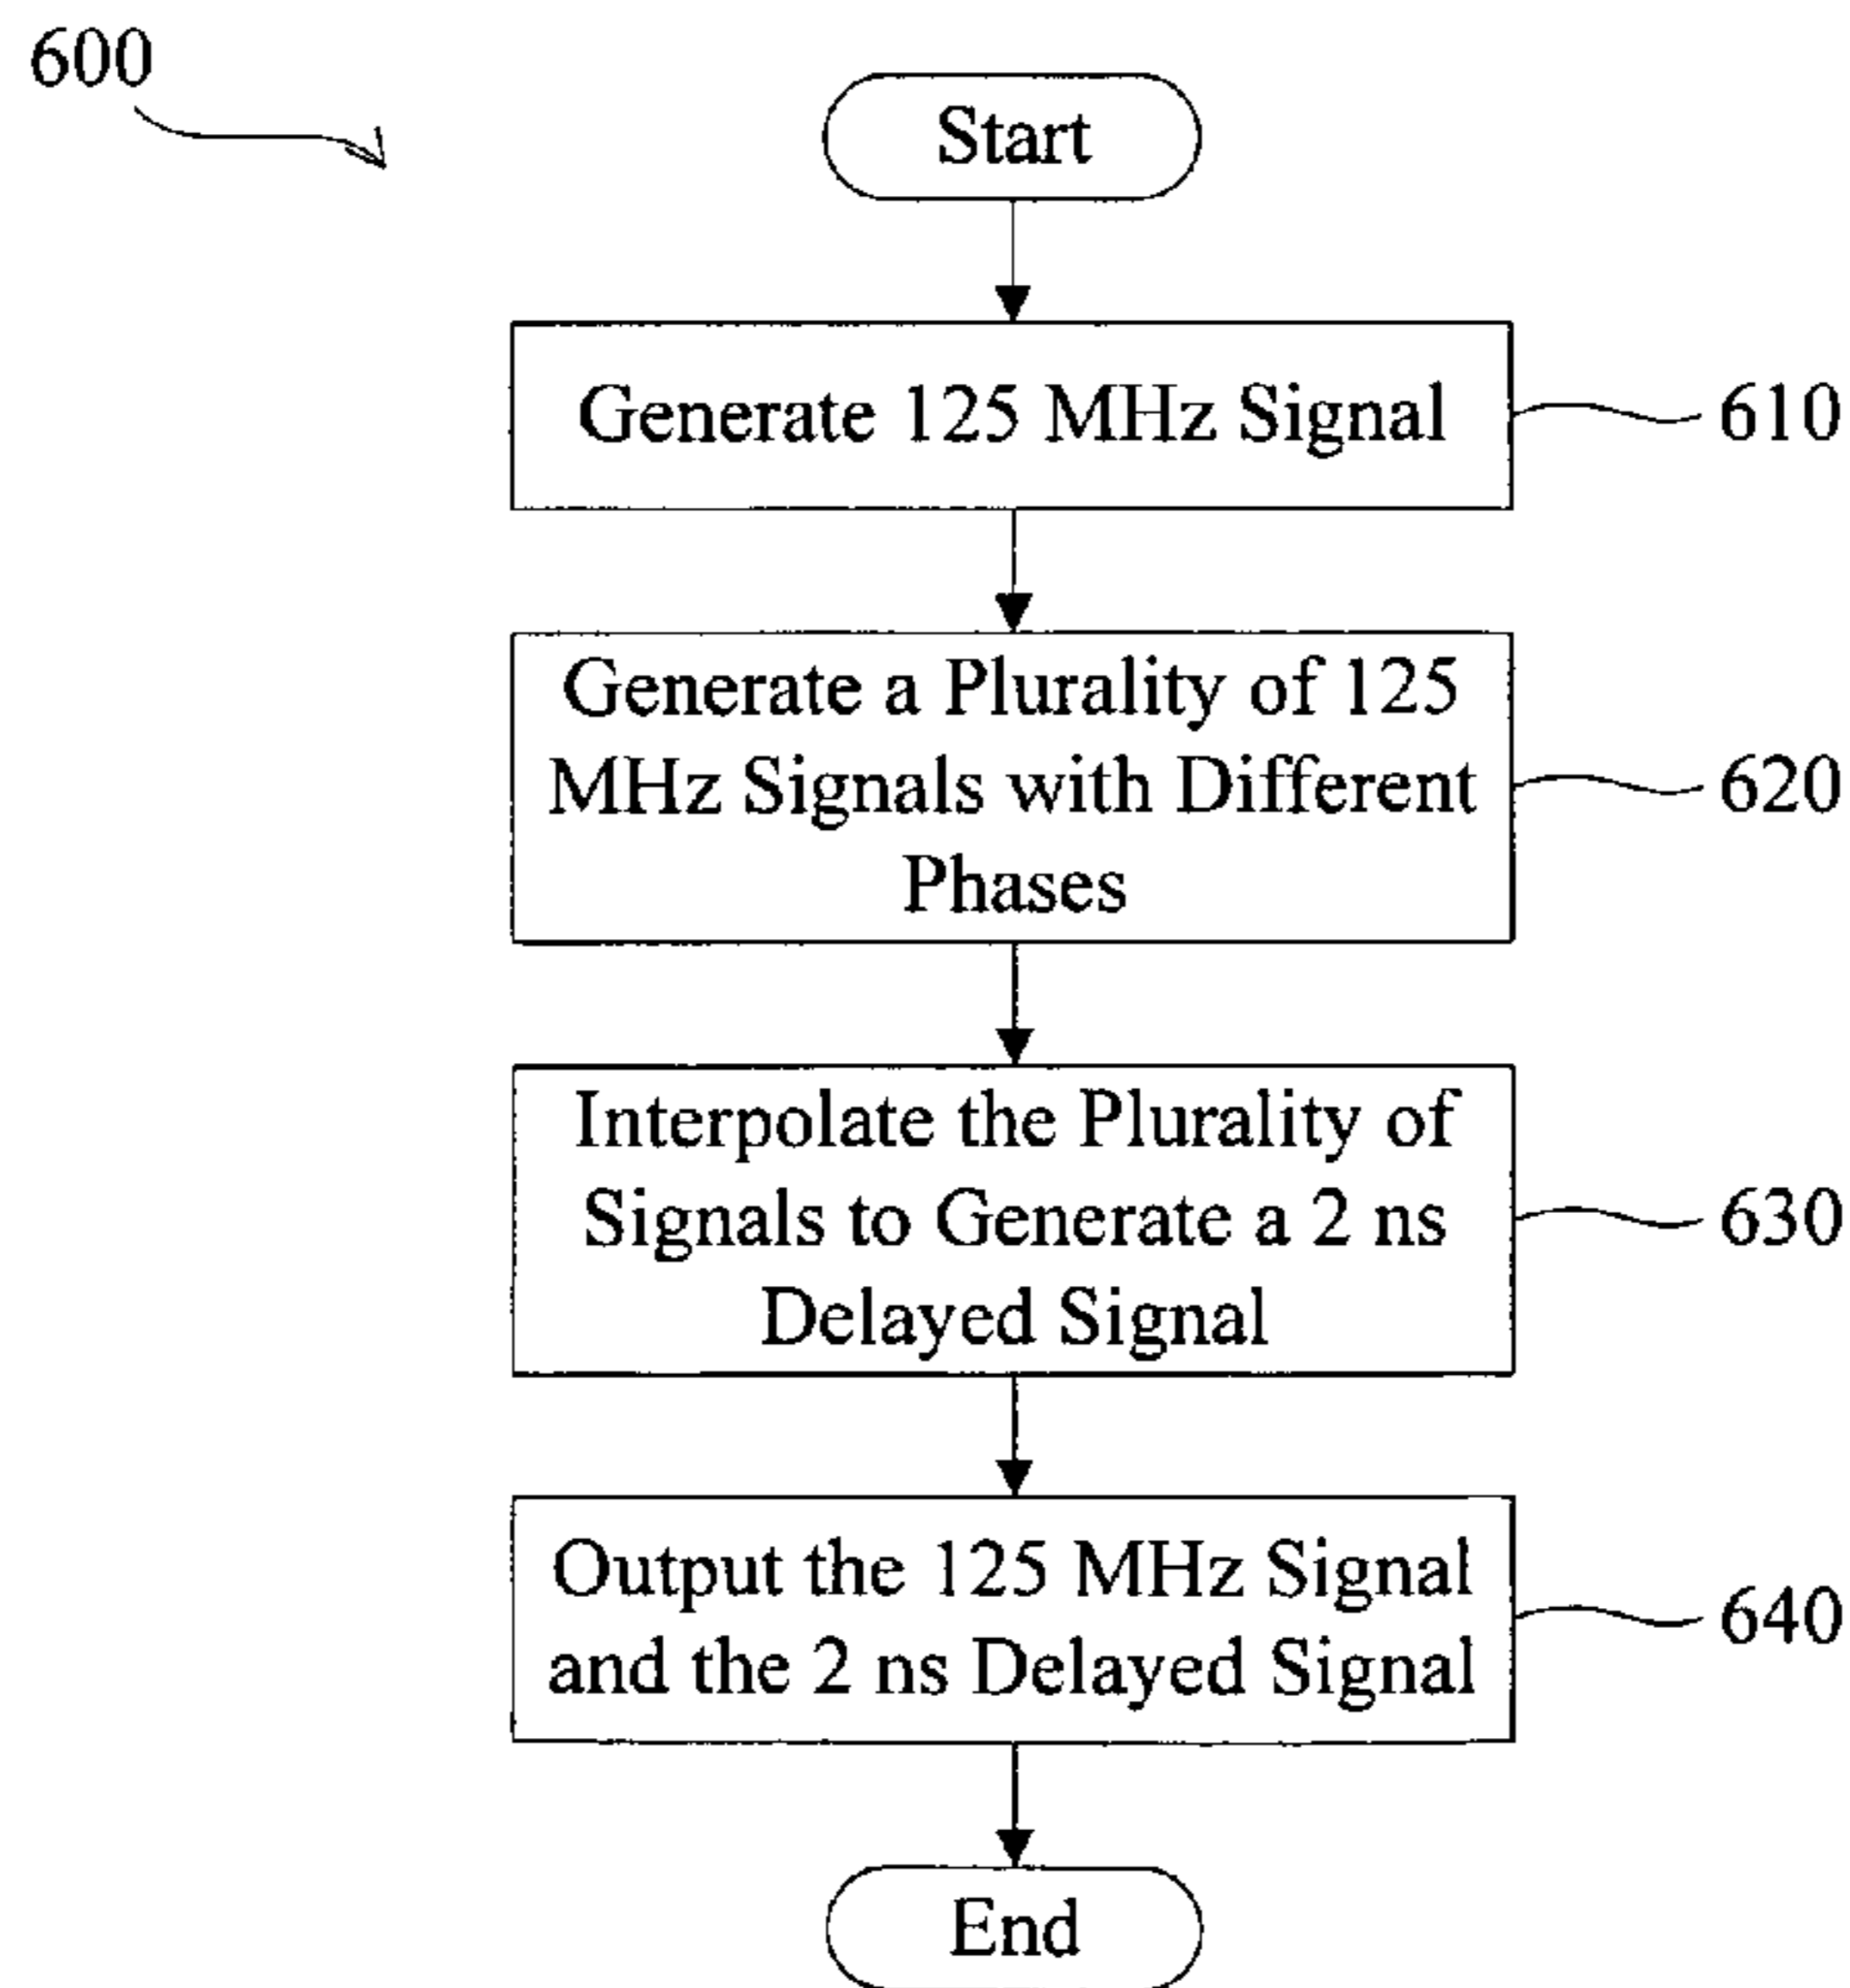 600
Start
Generate 125 MHz Signal
610
Generate a Plurality of 125
MHz Signals with Different
Phases
620
Interpolate the Plurality of
Signals to Generate a 2 ns
Delayed Signal
630
Output the 125 MHz Signal
and the 2 ns Delayed Signal
640
End